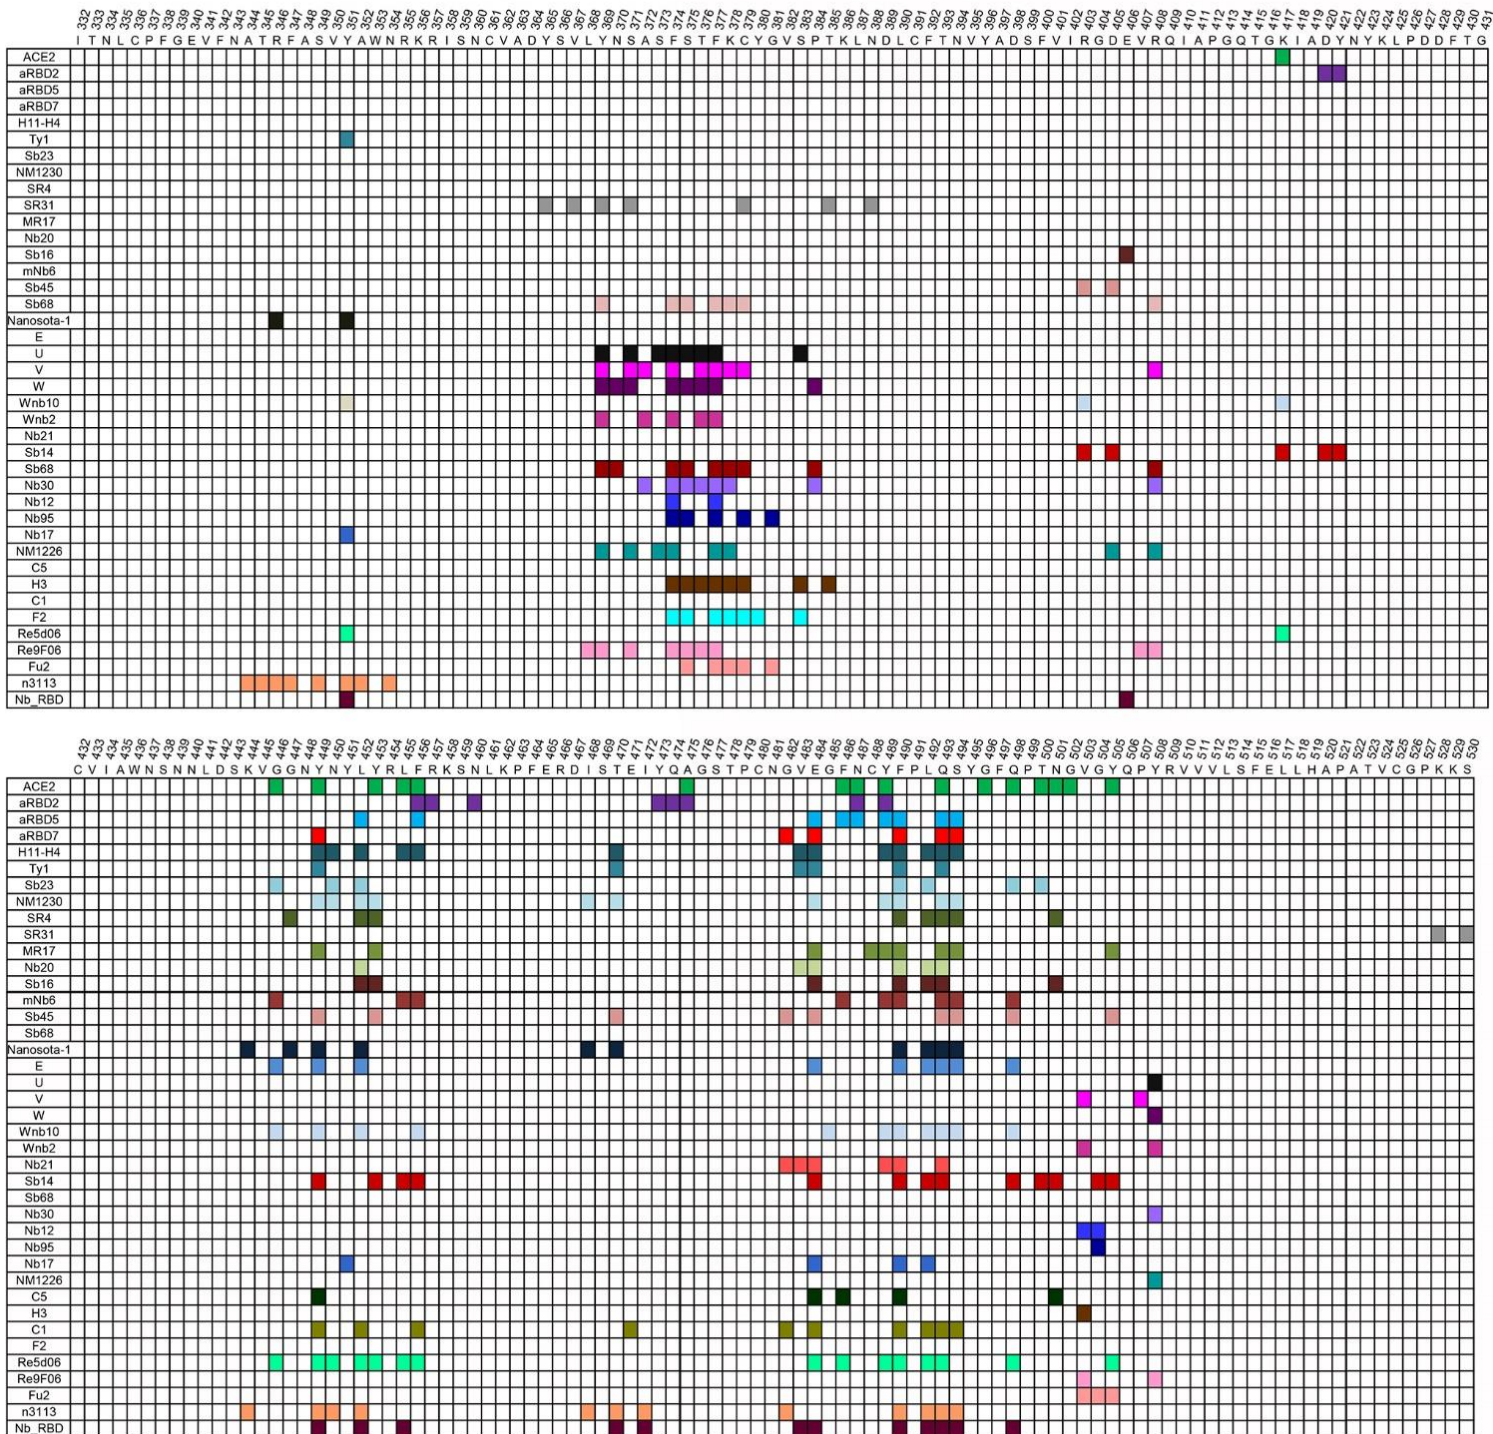 332 333 334 335 336 337 338 339 340 341 342 343 344 345 346 347 348 349 350 351 352 353 354 355 356 357 358 359 360 361 362 363 364 365 366 367 368 369 370 371 372 373 374 375 376 377 378 379 380 381 382 383 384 385 386 387 388 389 390 391 392 393 394 395 396 397 398 399 400 401 402 403 404 405 406 407 408 409 410 411 412 413 414 415 416 417 418 419 420 421 422 423 424 425 426 427 428 429 430 431
I T N L C P F G E V F N A T R F A S V Y A W N R K R I S N C V A D Y S V L Y N S A S F S T F K C Y G V S P T K L N D L C F T N V Y A D S F V I R G D E V R Q I A P G Q T G K I A D Y N Y K L P D D F T G
ACE2
aRBD2
aRBD5
aRBD7
H11-H4
Ty1
Sb23
NM1230
SR4
SR31
MR17
Nb20
Sb16
mNb6
Sb45
Sb68
Nanosota-1
E
U
V
W
Wnb10
Wnb2
Nb21
Sb14
Sb68
Nb30
Nb12
Nb95
Nb17
NM1226
C5
H3
C1
F2
Re5d06
Re9F06
Fu2
n3113
Nb_RBD
432 433 434 435 436 437 438 439 440 441 442 443 444 445 446 447 448 449 450 451 452 453 454 455 456 457 458 459 460 461 462 463 464 465 466 467 468 469 470 471 472 473 474 475 476 477 478 479 480 481 482 483 484 485 486 487 488 489 490 491 492 493 494 495 496 497 498 499 500 501 502 503 504 505 506 507 508 509 510 511 512 513 514 515 516 517 518 519 520 521 522 523 524 525 526 527 528 529 530
C V I A W N S N N L D S K V G G N Y N Y L Y R L F R K S N L K P F E R D I S T E I Y Q A G S T P C N G V E G F N C Y F P L Q S Y G F Q P T N G V G Y Q P Y R V V V L S F E L L H A P A T V C G P K K S
ACE2
aRBD2
aRBD5
aRBD7
H11-H4
Ty1
Sb23
NM1230
SR4
SR31
MR17
Nb20
Sb16
mNb6
Sb45
Sb68
Nanosota-1
E
U
V
W
Wnb10
Wnb2
Nb21
Sb14
Sb68
Nb30
Nb12
Nb95
Nb17
NM1226
C5
H3
C1
F2
Re5d06
Re9F06
Fu2
n3113
Nb_RBD